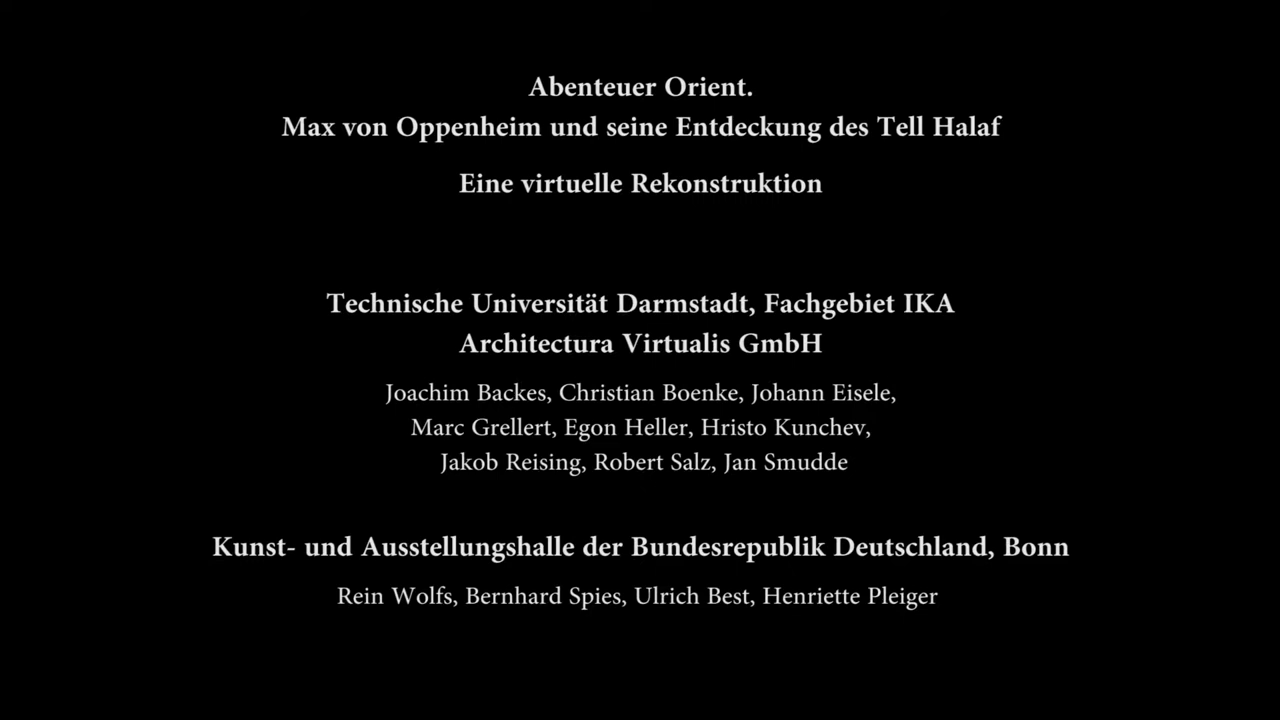 Abenteuer Orient.
Max von Oppenheim und seine Entdeckung des Tell Halaf
Eine virtuelle Rekonstruktion
Technische Universität Darmstadt, Fachgebiet IKA
Architectura Virtualis GmbH
Joachim Backes, Christian Boenke, Johann Eisele,
Marc Grellert, Egon Heller, Hristo Kunchev,
Jakob Reising, Robert Salz, Jan Smudde
Kunst- und Ausstellungshalle der Bundesrepublik Deutschland, Bonn
Rein Wolfs, Bernhard Spies, Ulrich Best, Henriette Pleiger